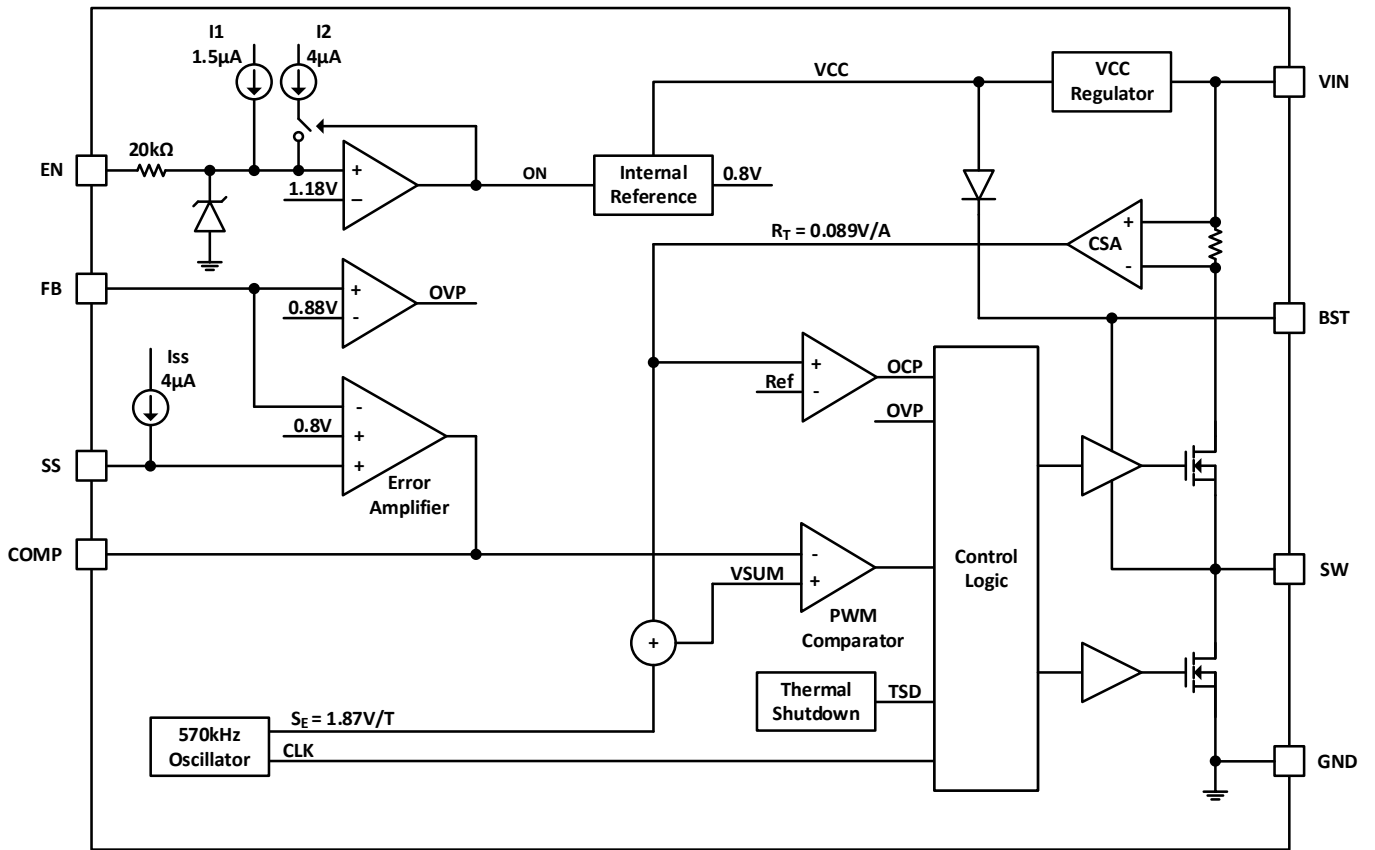 I1
1.5µA
I2
4µA
VCC
VCC
Regulator
VIN
EN
20kΩ
+
1.18V
−
ON
Internal
Reference
0.8V
RT = 0.089V/A
CSA
+
-
FB
+
0.88V
-
OVP
BST
Iss
4µA
-
0.8V
+
+
SS
Error
Amplifier
+
Ref
-
OCP
OVP
COMP
-
VSUM
+
PWM
Comparator
Control
Logic
SW
+
Thermal
Shutdown
TSD
570kHz
Oscillator
SE = 1.87V/T
CLK
GND